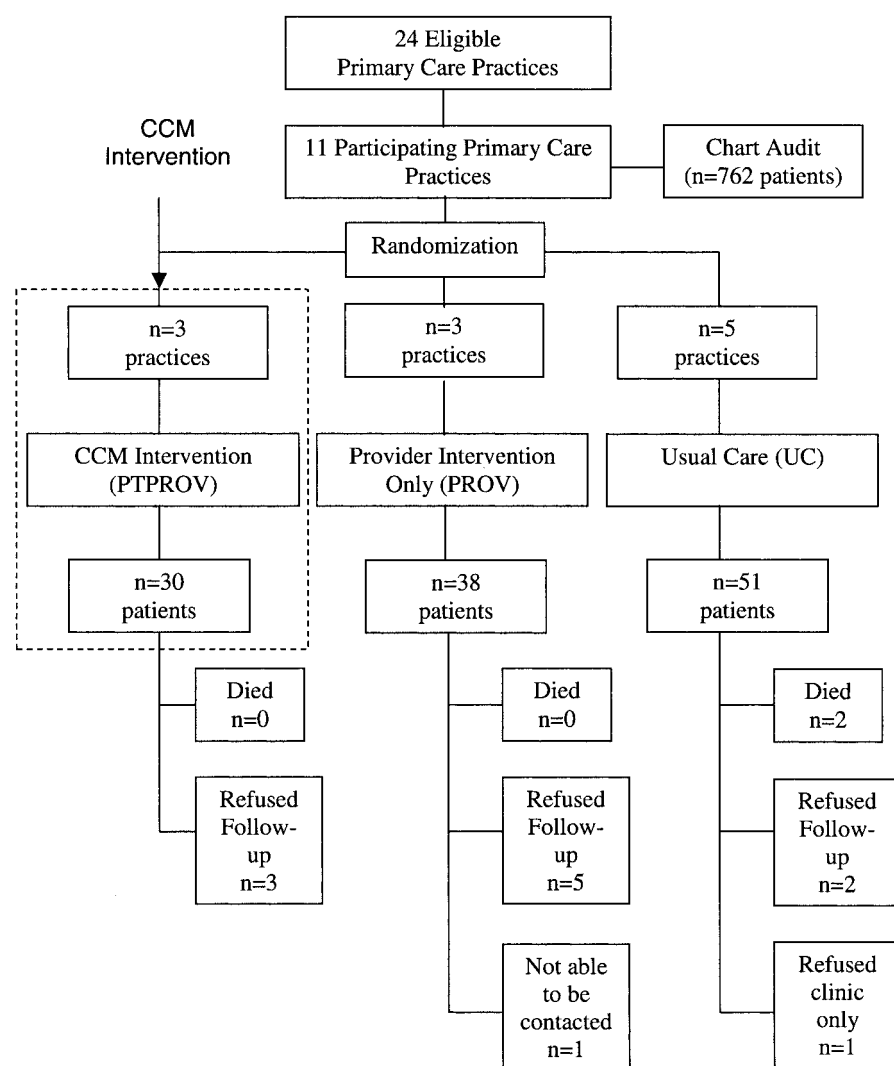 24 Eligible
Primary Care Practices
CCM
Intervention
11 Participating Primary Care
Practices
Chart Audit
(n=762 patients)
Randomization
n=3
practices
n=3
practices
n=5
practices
CCM Intervention
(PTPROV)
Provider Intervention
Only (PROV)
Usual Care (UC)
n=30
patients
n=38
patients
n=51
patients
Died
n=0
Died
n=0
Died
n=2
Refused
Follow-
up
n=3
Refused
Follow-
up
n=5
Refused
Follow-
up
n=2
Not able
to be
contacted
n=1
Refused
clinic
only
n=1